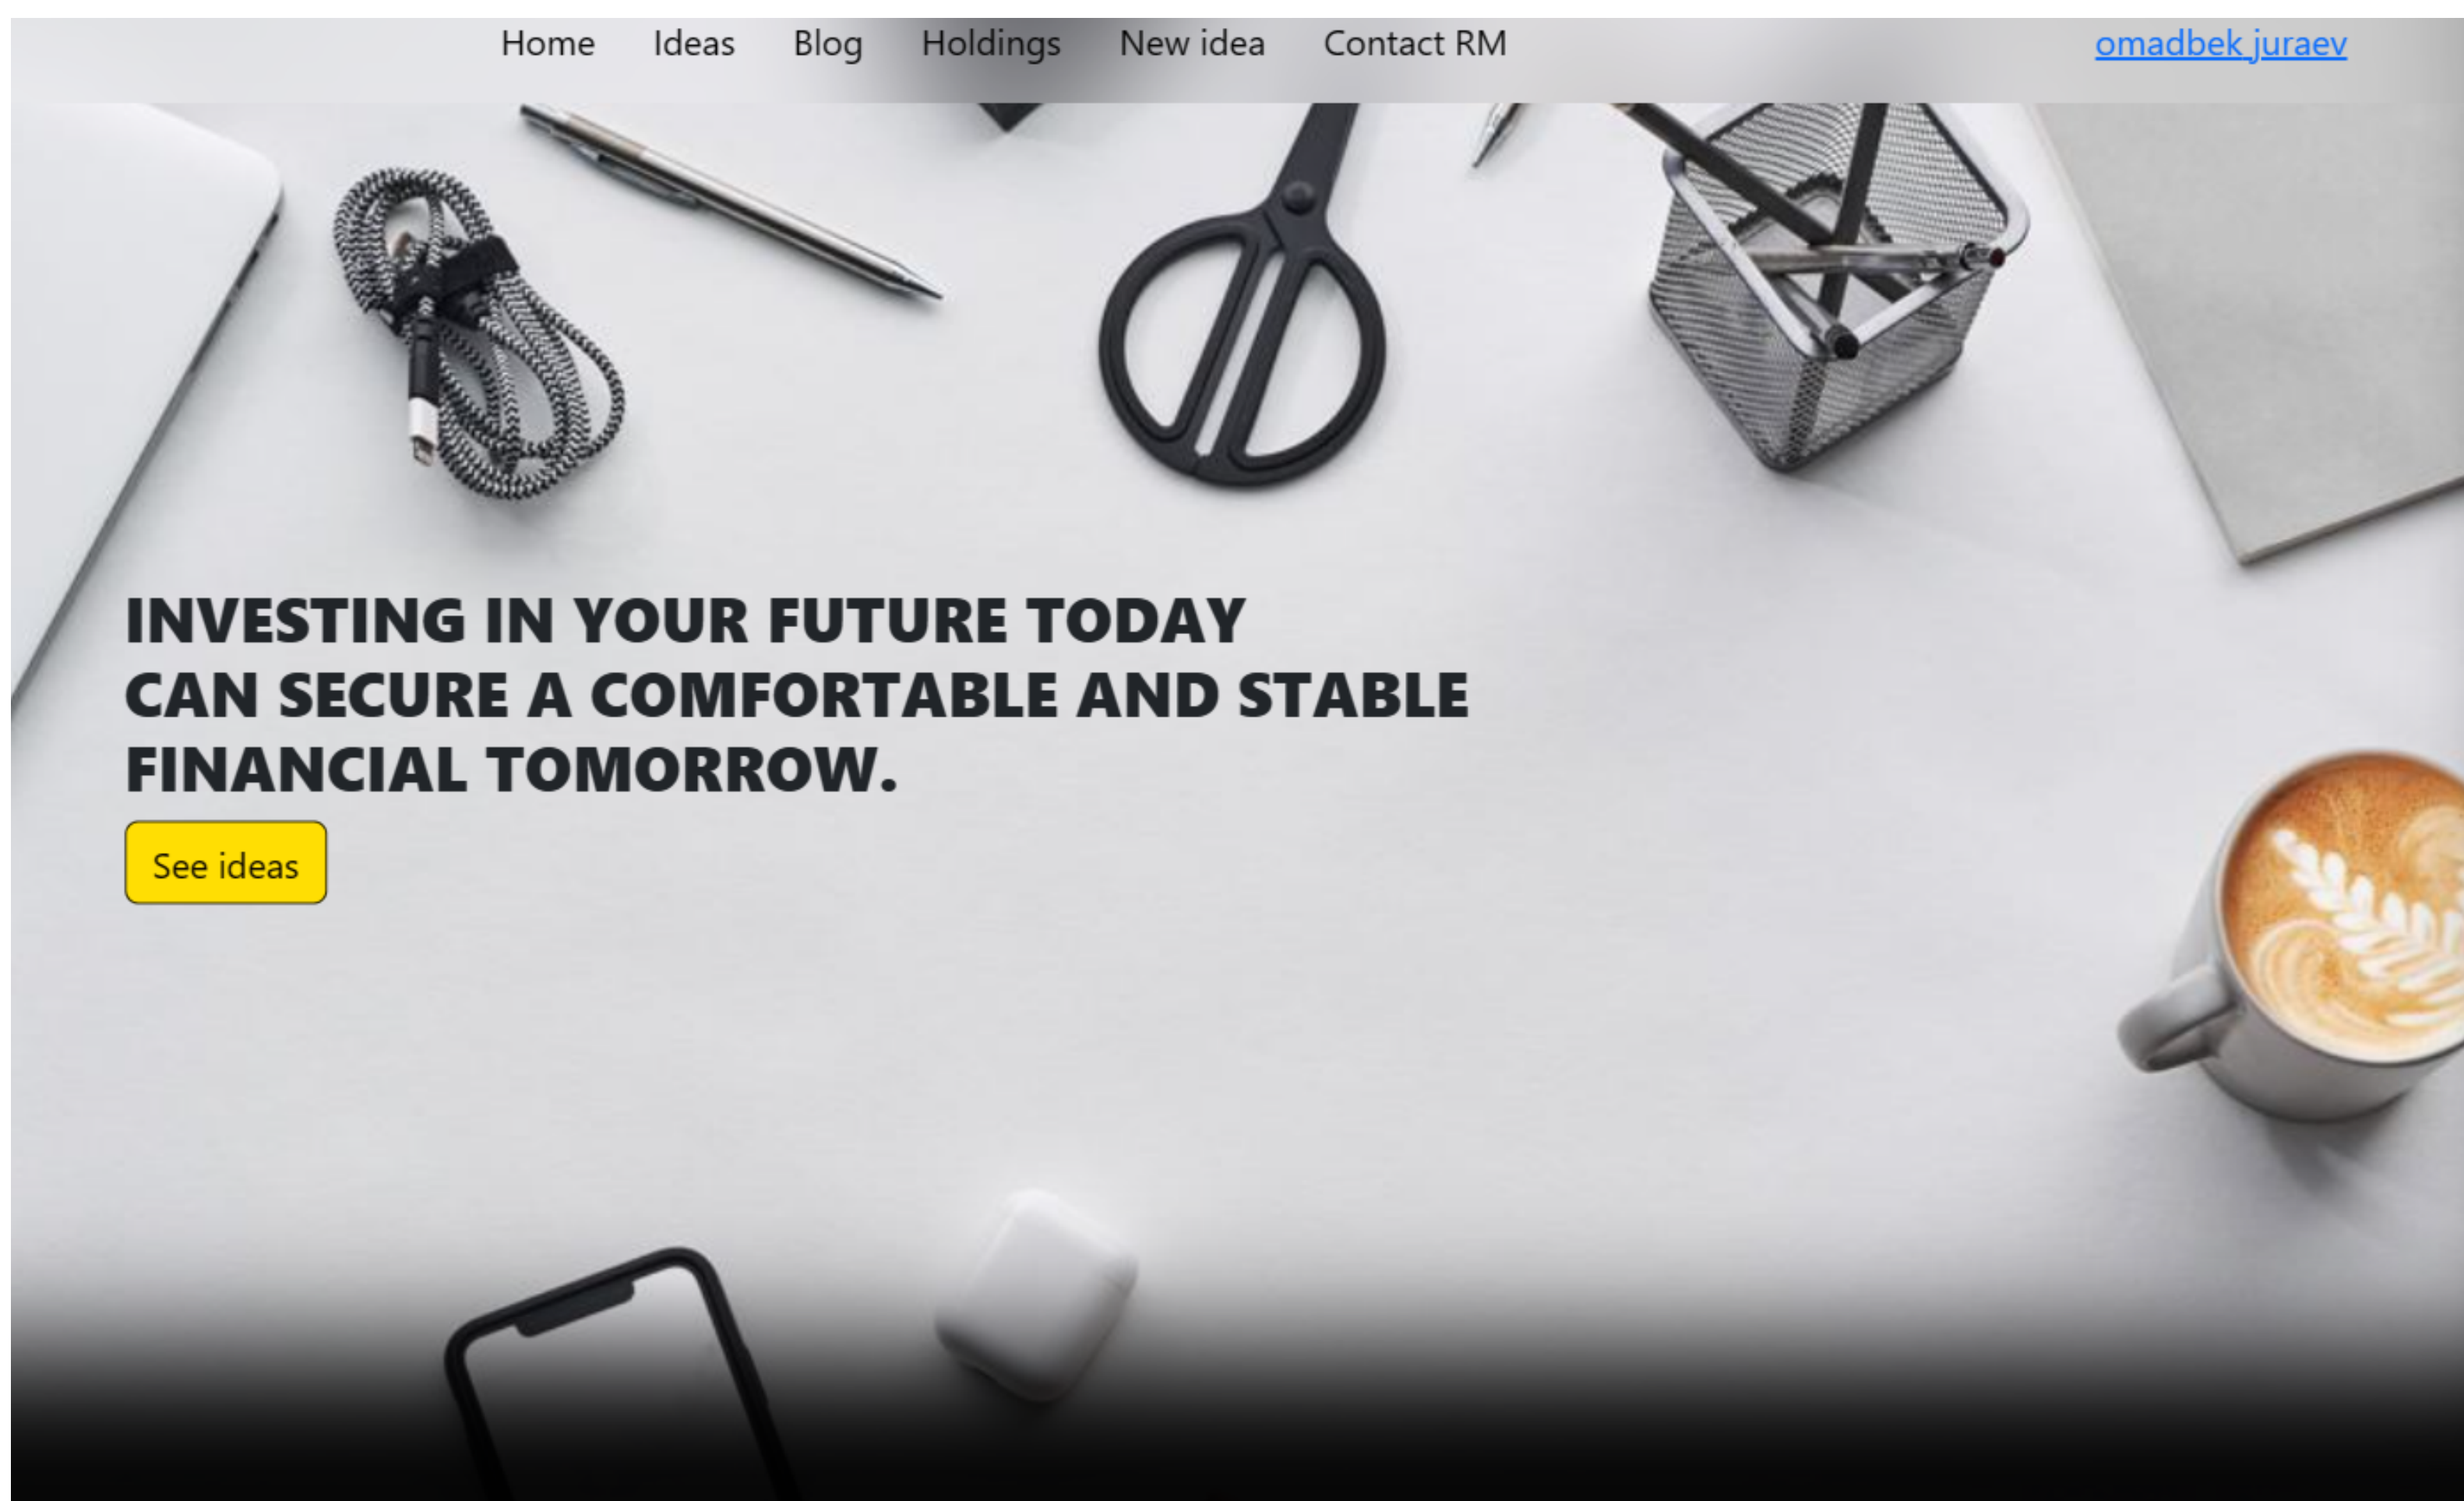 Home Ideas Blog Holdings New idea Contact RM omadbek juraev
INVESTING IN YOUR FUTURE TODAY
CAN SECURE A COMFORTABLE AND STABLE
FINANCIAL TOMORROW.
See ideas